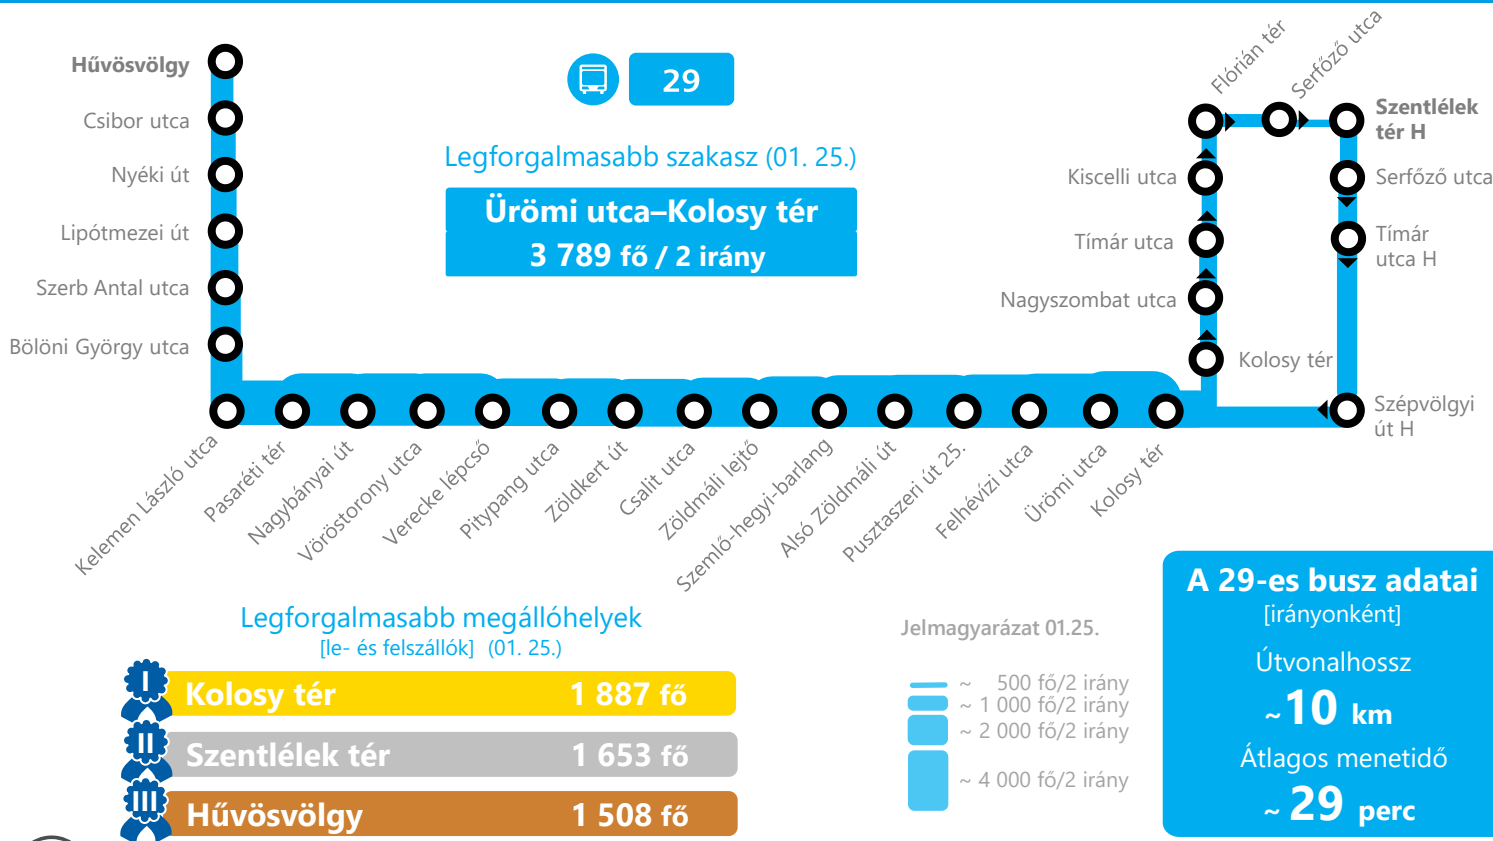 Hűvösvölgy
Csibor utca
Nyéki út
Lipótmezei út
Szerb Antal utca
Bölöni György utca
29
Legforgalmasabb szakasz (01. 25.)
Ürömi utca–Kolosy tér
3 789 fő / 2 irány
Flórián tér
Serfőző utca
Szentlélek
tér H
Kiscelli utca
Serfőző utca
Tímár utca
Tímár
utca H
Nagyszombat utca
Kolosy tér
Szépvölgyi
út H
Kelemen László utca
Pasaréti tér
Nagybányai út
Vöröstorony utca
Verecke lépcső
Pitypang utca
Zöldkert út
Csalit utca
Zöldmáli lejtő
Szemlő-hegyi-barlang
Alsó Zöldmáli út
Pusztaszeri út 25.
Felhévízi utca
Ürömi utca
Kolosy tér
Legforgalmasabb megállóhelyek
[le- és felszállók] (01. 25.)
I
Kolosy tér 1 887 fő
II
Szentlélek tér 1 653 fő
III
Hűvösvölgy 1 508 fő
Jelmagyarázat 01.25.
~ 500 fő/2 irány
~ 1 000 fő/2 irány
~ 2 000 fő/2 irány
~ 4 000 fő/2 irány
A 29-es busz adatai
[irányonként]
Útvonalhossz
~10 km
Átlagos menetidő
~ 29 perc